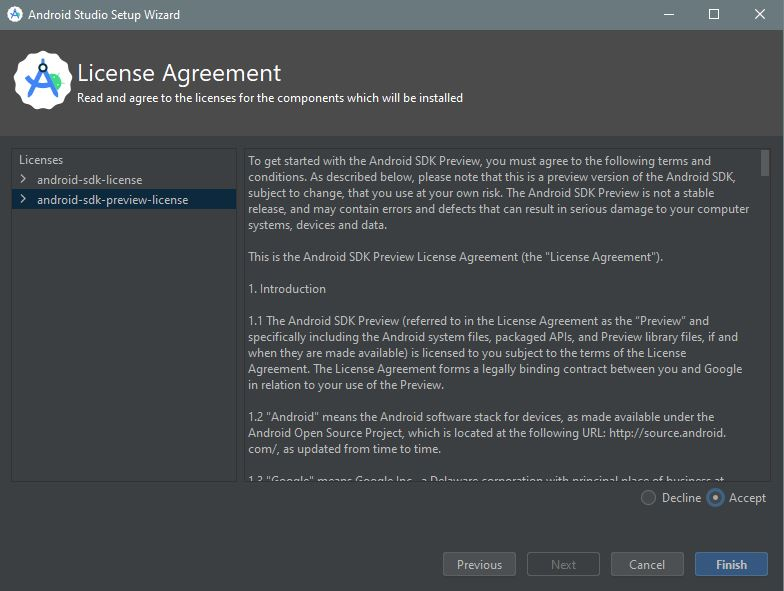 Android Studio Setup Wizard
License Agreement
Read and agree to the licenses for the components which will be installed
Licenses
android-sdk-license
android-sdk-preview-license
To get started with the Android SDK Preview, you must agree to the following terms and
conditions. As described below, please note that this is a preview version of the Android SDK,
subject to change, that you use at your own risk. The Android SDK Preview is not a stable
release, and may contain errors and defects that can result in serious damage to your computer
systems, devices and data.
This is the Android SDK Preview License Agreement (the "License Agreement").
1. Introduction
1.1 The Android SDK Preview (referred to in the License Agreement as the “Preview” and
specifically including the Android system files, packaged APIs, and Preview library files, if and
when they are made available) is licensed to you subject to the terms of the License
Agreement. The License Agreement forms a legally binding contract between you and Google
in relation to your use of the Preview.
1.2 "Android" means the Android software stack for devices, as made available under the
Android Open Source Project, which is located at the following URL: http://source.android.
com/, as updated from time to time.
1.3 "Google" means Google Inc., a Delaware corporation with principal place of business at
Decline Accept
Previous Next Cancel Finish